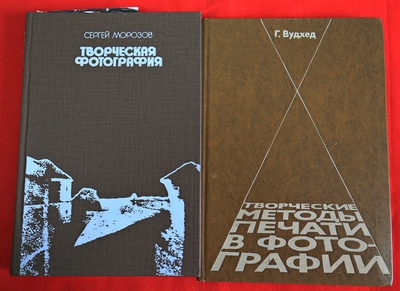 СЕРГЕЙ МОРОЗОВ
ТВОРЧЕСКАЯ
ФОТОГРАФИЯ
Г. Вудхед
ТВОРЧЕСКИЕ
МЕТОДЫ
ПЕЧАТИ
В ФОТО-
ГРАФИИ